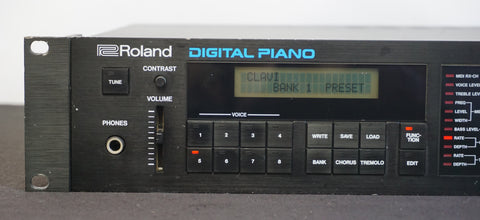 Roland DIGITAL PIANO
TUNE
CONTRAST
VOLUME
PHONES
CLAVI
BANK 1 PRESET
VOICE
1 2 3 4
5 6 7 8
WRITE SAVE LOAD
BANK CHORUS TREMOLO
FUNC-
TION
EDIT
MIDI RX-CH
VOICE LEVEL
TREBLE LEVEL
FREQ
LEVEL
WIDTH
BASS LEVEL
RATE
DEPTH
RATE
DEPTH